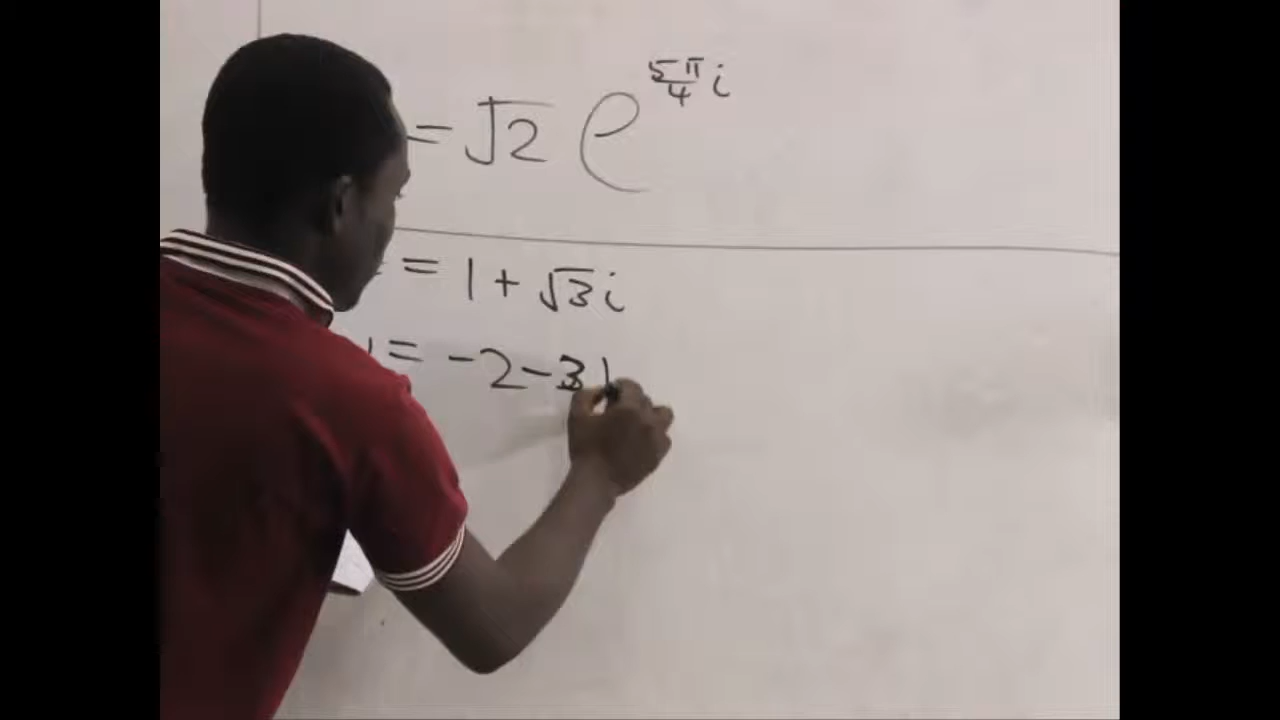 = √2 e^{5π/4 i}
= 1 + √3i
= -2-3